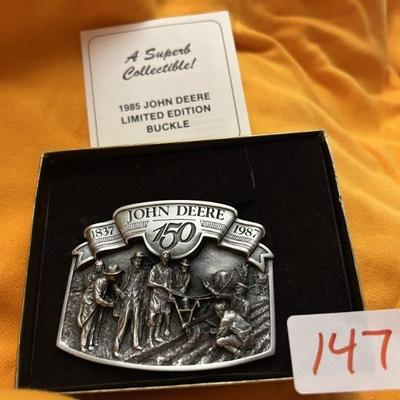 A Superb
Collectible!
1985 JOHN DEERE
LIMITED EDITION
BUCKLE
JOHN DEERE
1837 150 1987
147